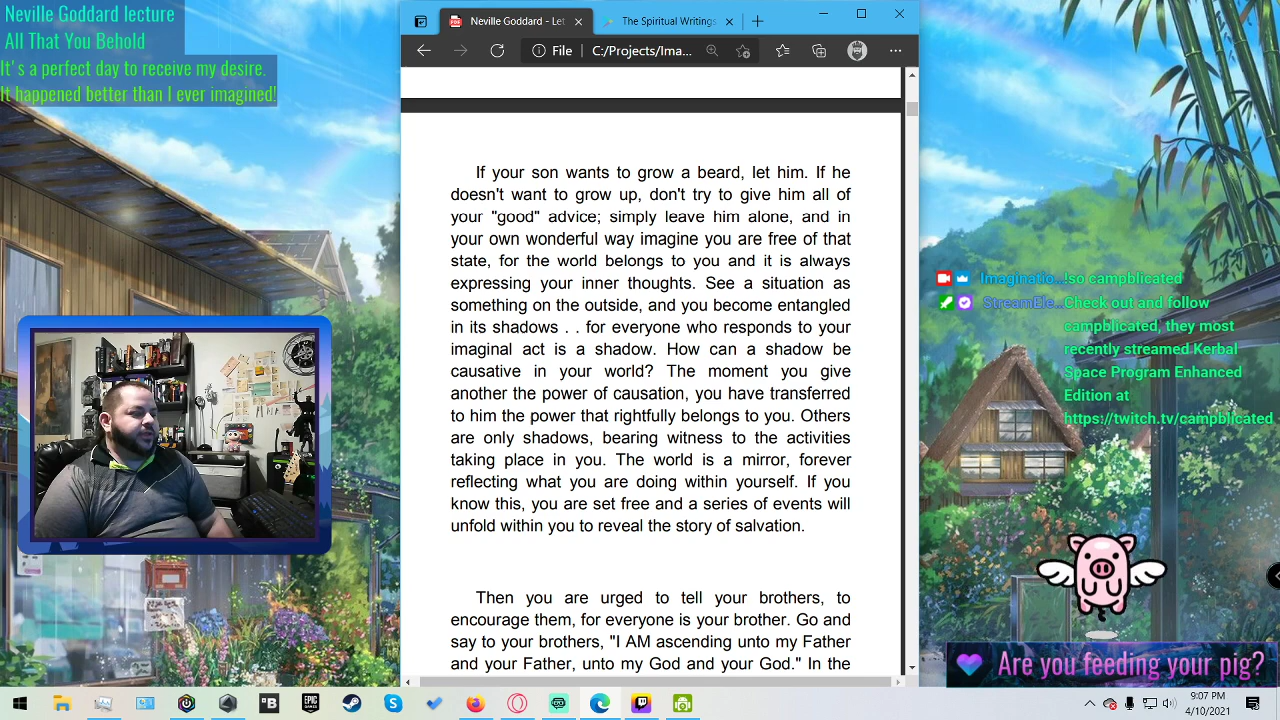 Neville Goddard lecture
All That You Behold
It's a perfect day to receive my desire.
It happened better than I ever imagined!
Neville Goddard - Let
The Spiritual Writings
File
C:/Projects/Ima...
If your son wants to grow a beard, let him. If he
doesn't want to grow up, don't try to give him all of
your "good" advice; simply leave him alone, and in
your own wonderful way imagine you are free of that
state, for the world belongs to you and it is always
expressing your inner thoughts. See a situation as
something on the outside, and you become entangled
in its shadows . . for everyone who responds to your
imaginal act is a shadow. How can a shadow be
causative in your world? The moment you give
another the power of causation, you have transferred
to him the power that rightfully belongs to you. Others
are only shadows, bearing witness to the activities
taking place in you. The world is a mirror, forever
reflecting what you are doing within yourself. If you
know this, you are set free and a series of events will
unfold within you to reveal the story of salvation.
Then you are urged to tell your brothers, to
encourage them, for everyone is your brother. Go and
say to your brothers, "I AM ascending unto my Father
and your Father, unto my God and your God." In the
Imaginatio... !so campblicated
StreamEle... Check out and follow
campblicated, they most
recently streamed Kerbal
Space Program Enhanced
Edition at
https://twitch.tv/campblicated
Are you feeding your pig?
9:07 PM
4/10/2021